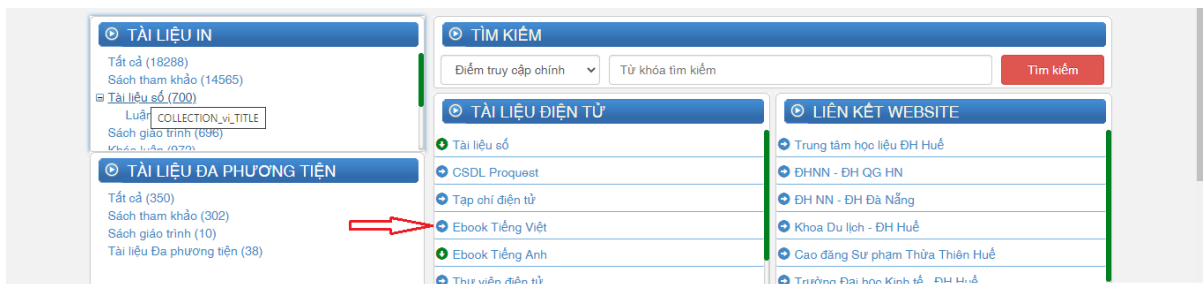 TÀI LIỆU IN
Tất cả (18288)
Sách tham khảo (14565)
Tài liệu số (700)
Luận
COLLECTION_vi_TITLE
Sách giáo trình (696)
Khóa luận (972)
TÀI LIỆU ĐA PHƯƠNG TIỆN
Tất cả (350)
Sách tham khảo (302)
Sách giáo trình (10)
Tài liệu Đa phương tiện (38)
TÌM KIẾM
Điểm truy cập chính
Từ khóa tìm kiếm
Tìm kiếm
TÀI LIỆU ĐIỆN TỬ
Tài liệu số
CSDL Proquest
Tạp chí điện tử
Ebook Tiếng Việt
Ebook Tiếng Anh
Thư viện điện tử
LIÊN KẾT WEBSITE
Trung tâm học liệu ĐH Huế
ĐHNN - ĐH QG HN
ĐH NN - ĐH Đà Nẵng
Khoa Du lịch - ĐH Huế
Cao đẳng Sư phạm Thừa Thiên Huế
Trường Đại học Kinh tế - ĐH Huế